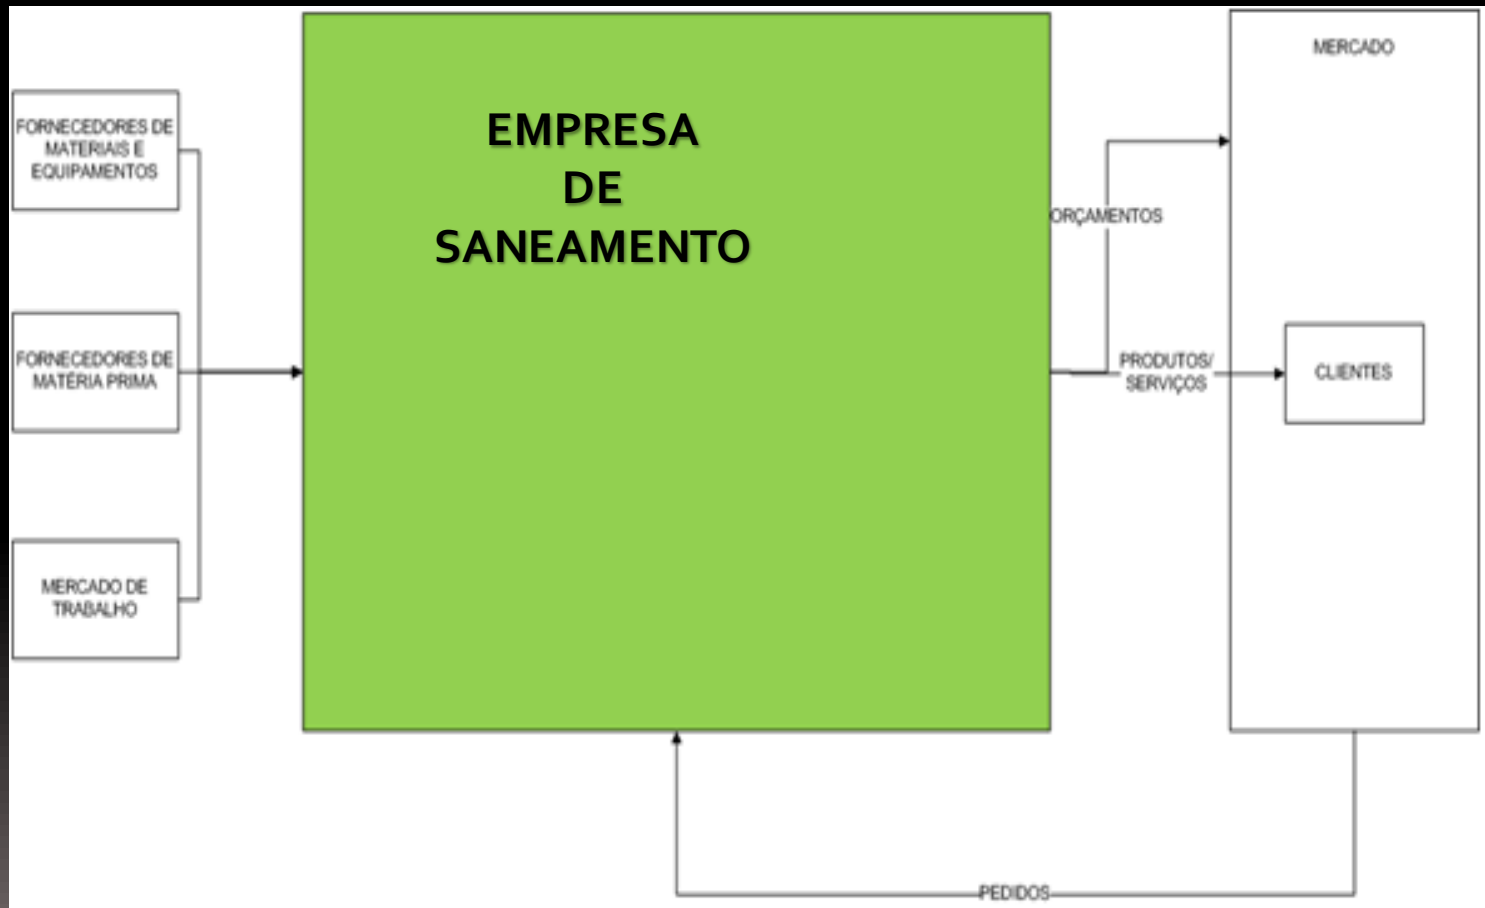 FORNECEDORES DE
MATERIAIS E
EQUIPAMENTOS
FORNECEDORES DE
MATÉRIA PRIMA
MERCADO DE
TRABALHO
EMPRESA
DE
SANEAMENTO
ORÇAMENTOS
PRODUTOS/
SERVIÇOS
MERCADO
CLIENTES
PEDIDOS